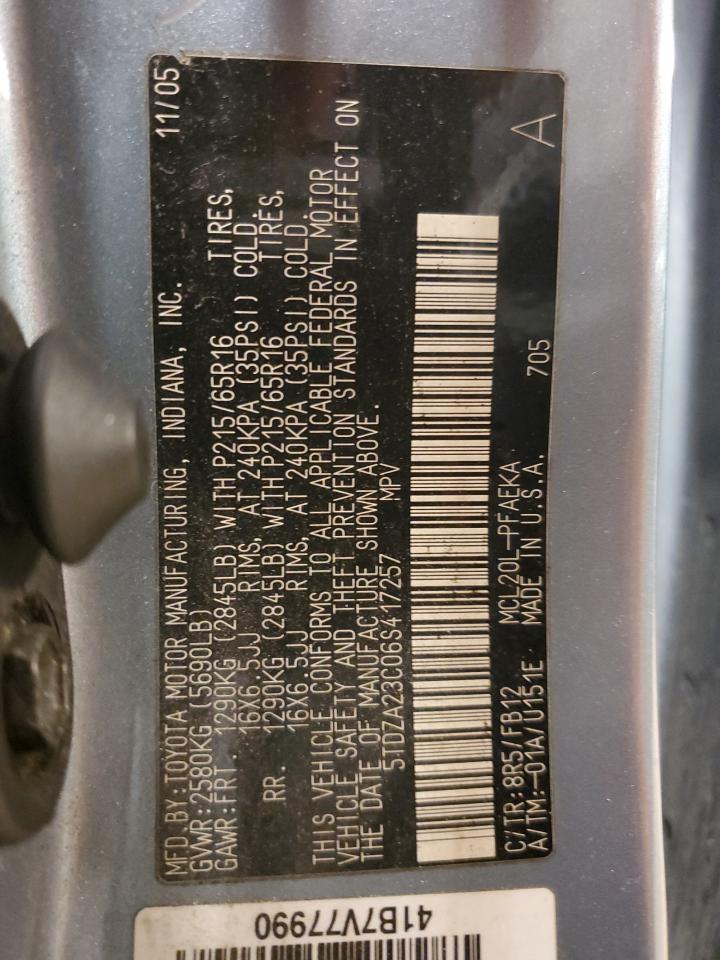 MFD.BY:TOYOTA MOTOR MANUFACTURING, INDIANA, INC. 11/05
GVWR:2580KG(5690LB)
GAWR:FRT. 1290KG (2845LB) WITH P215/65R16 TIRES,
16X6.5JJ RIMS, AT 240KPA (35PSI) COLD.
RR. 1290KG (2845LB) WITH P215/65R16 TIRES,
16X6.5JJ RIMS, AT 240KPA (35PSI) COLD.
THIS VEHICLE CONFORMS TO ALL APPLICABLE FEDERAL MOTOR
VEHICLE SAFETY AND THEFT PREVENTION STANDARDS IN EFFECT ON
THE DATE OF MANUFACTURE SHOWN ABOVE.
5TDZA23C06S417257 MPV
C/TR:8R5/FB12 MCL20L-PFAEKA 705 A
A/TM:-01A/U151E MADE IN U.S.A.
41B7V77990